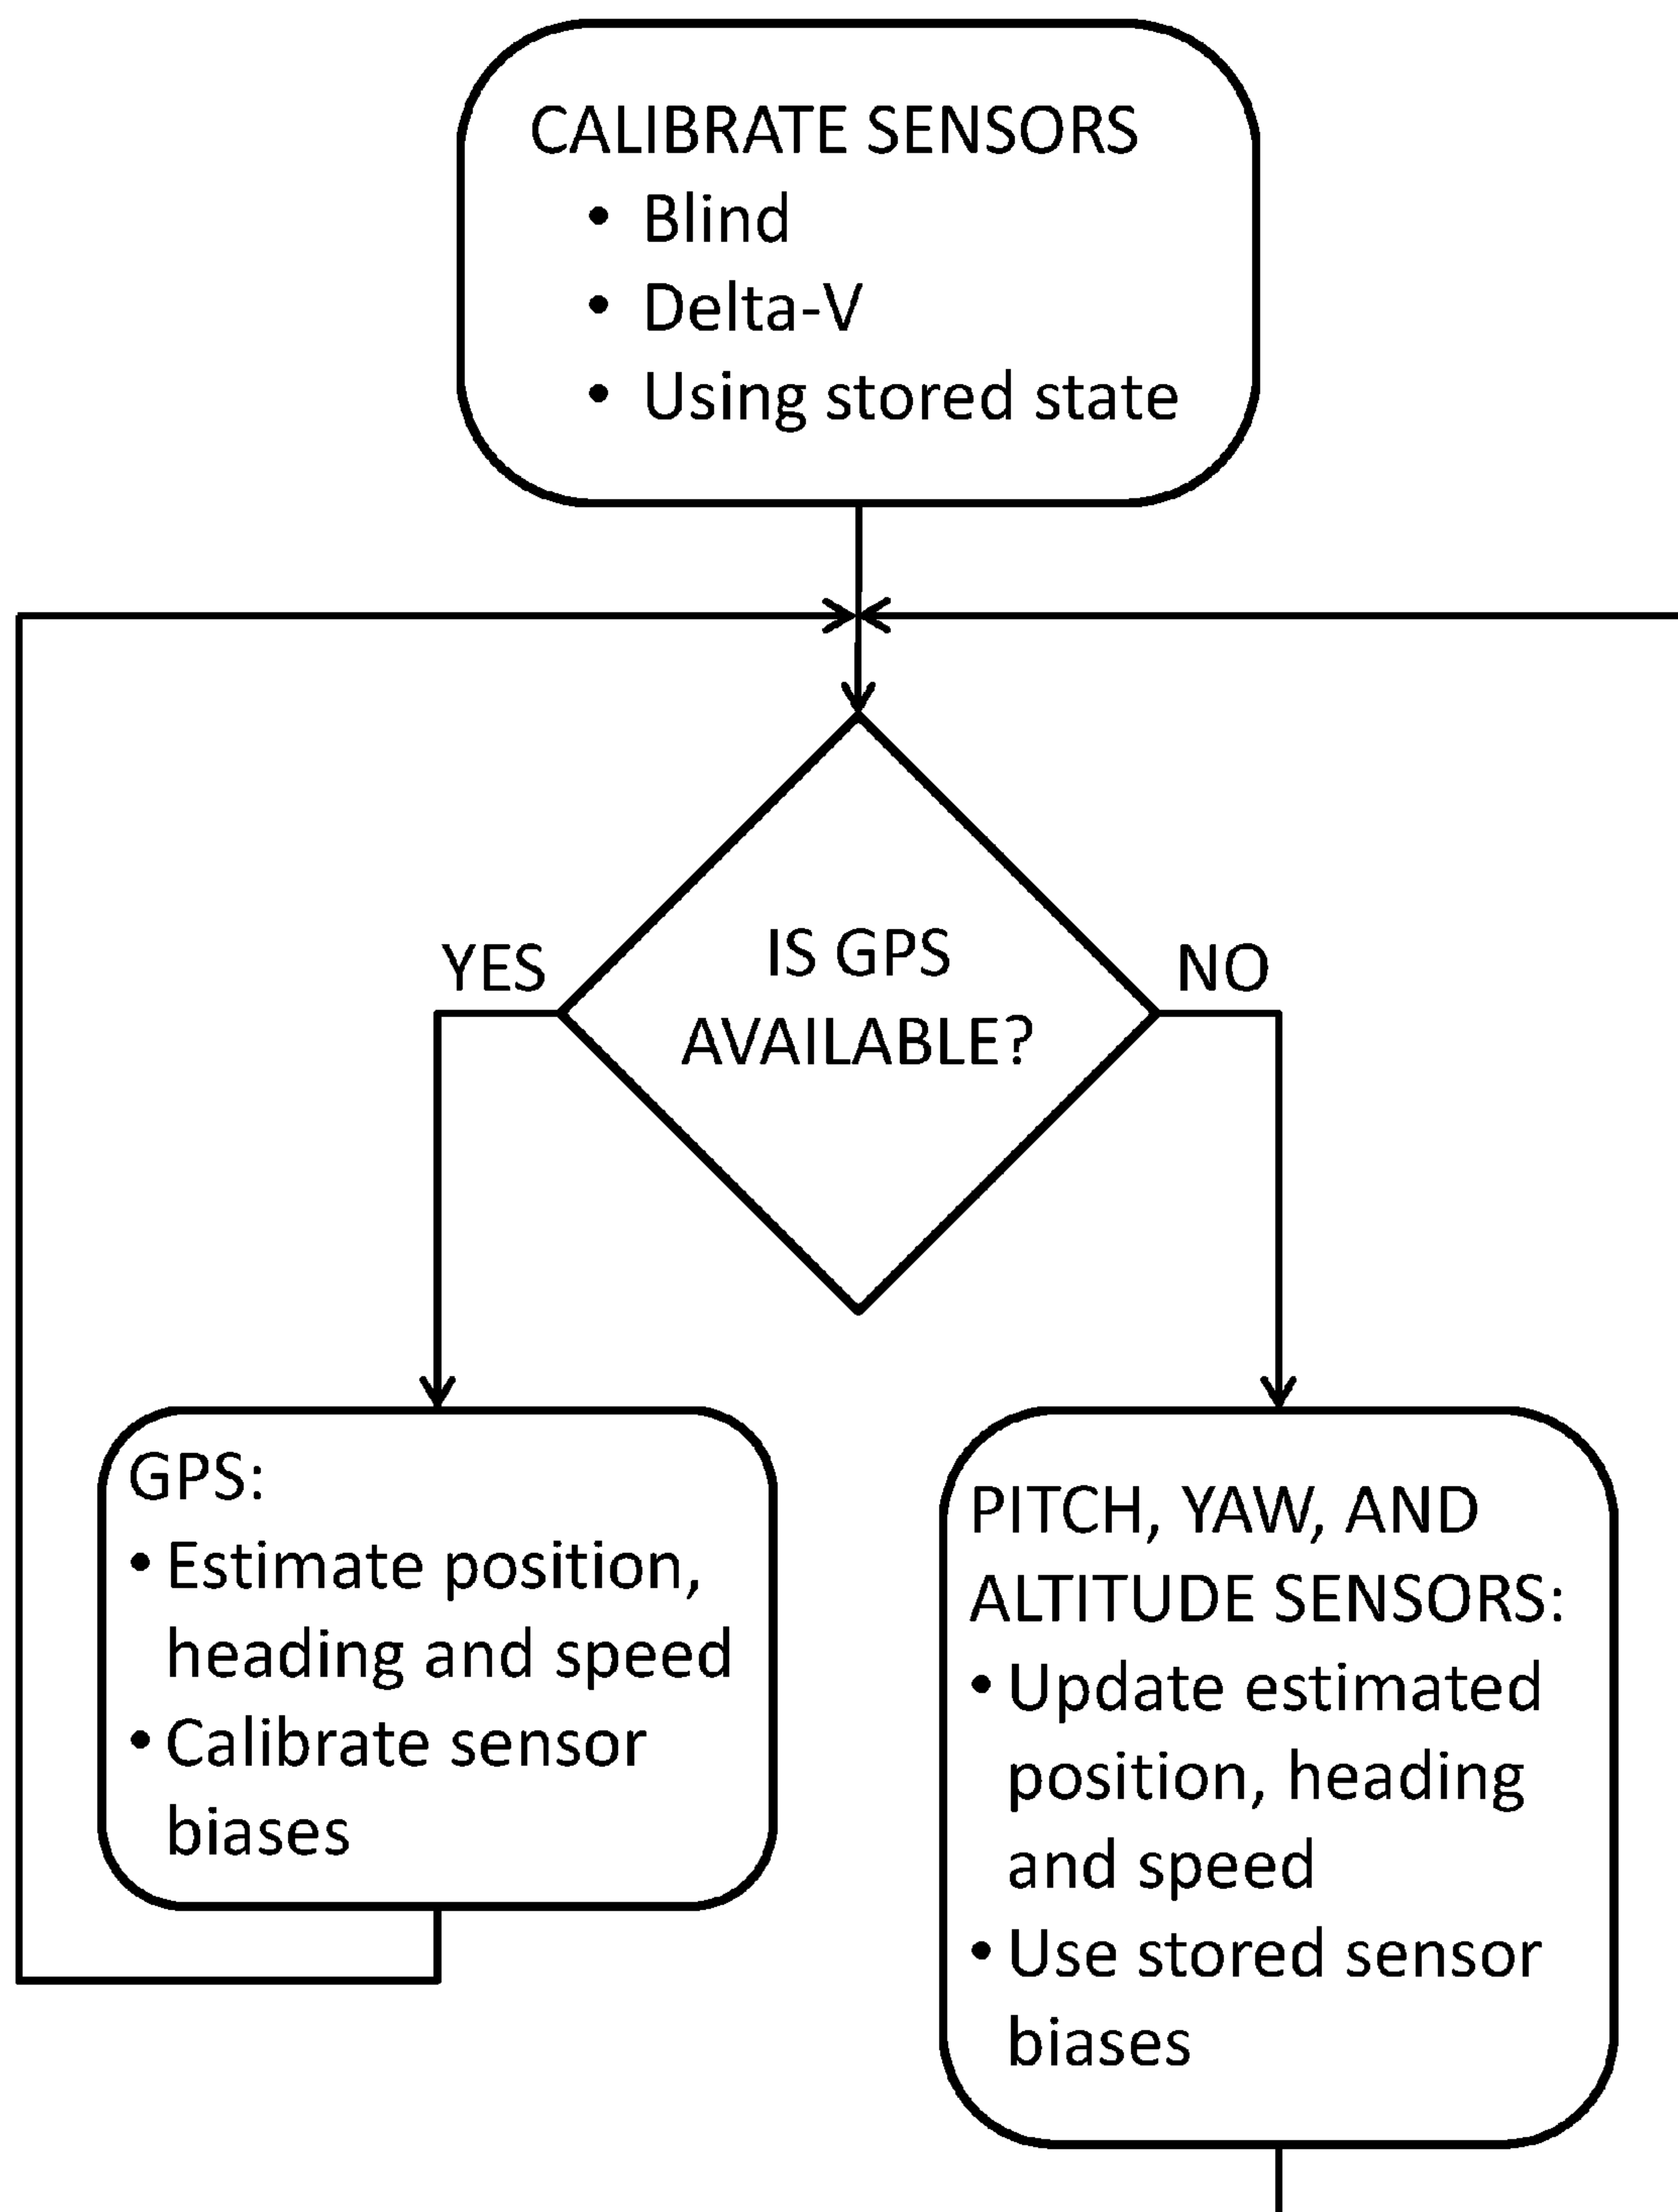 CALIBRATE SENSORS
• Blind
• Delta-V
• Using stored state
YES
IS GPS
AVAILABLE?
NO
GPS:
• Estimate position,
heading and speed
• Calibrate sensor
biases
PITCH, YAW, AND
ALTITUDE SENSORS:
• Update estimated
position, heading
and speed
• Use stored sensor
biases